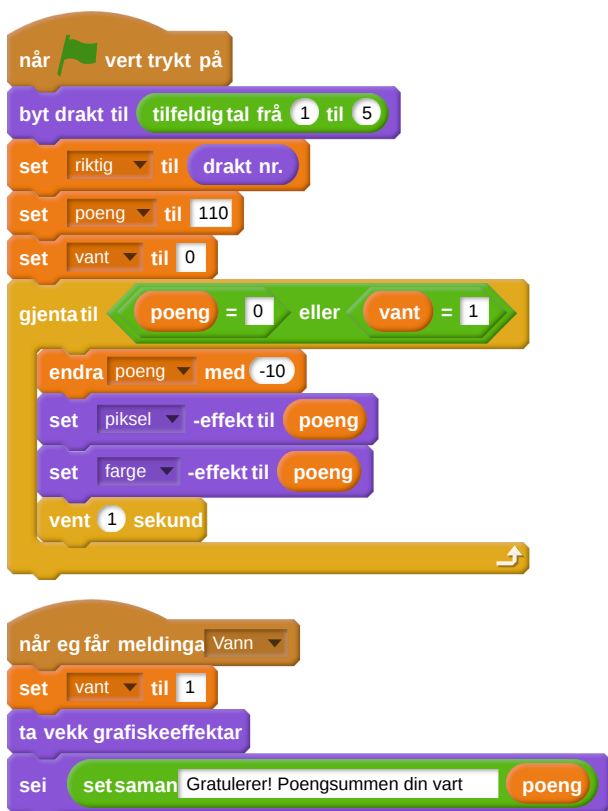 når vert trykt på
byt drakt til tilfeldig tal frå 1 til 5
set riktig til drakt nr.
set poeng til 110
set vant til 0
gjenta til poeng = 0 eller vant = 1
endra poeng med -10
set piksel -effekt til poeng
set farge -effekt til poeng
vent 1 sekund
når eg får meldinga Vann
set vant til 1
ta vekk grafiske effektar
sei set saman Gratulerer! Poengsummen din vart poeng